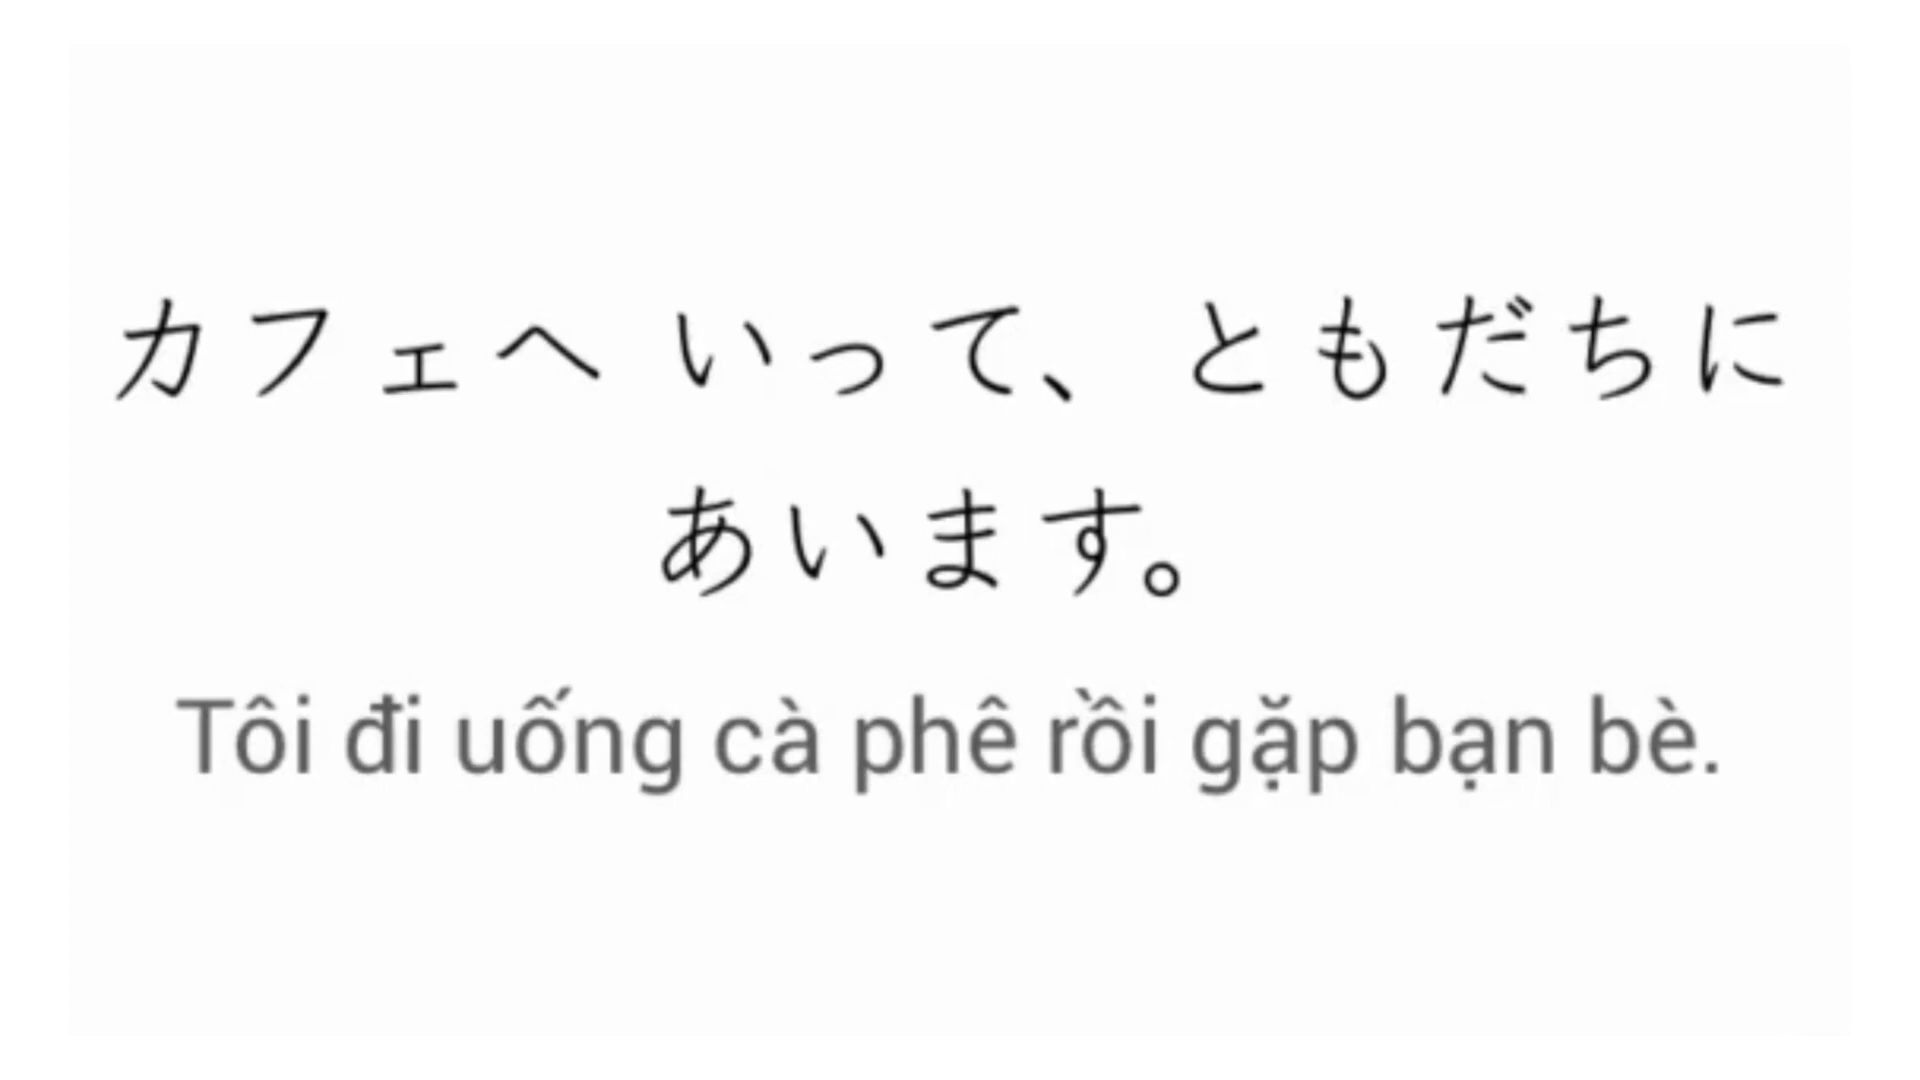 カフェへ いって、ともだちに
あいます。
Tôi đi uống cà phê rồi gặp bạn bè.